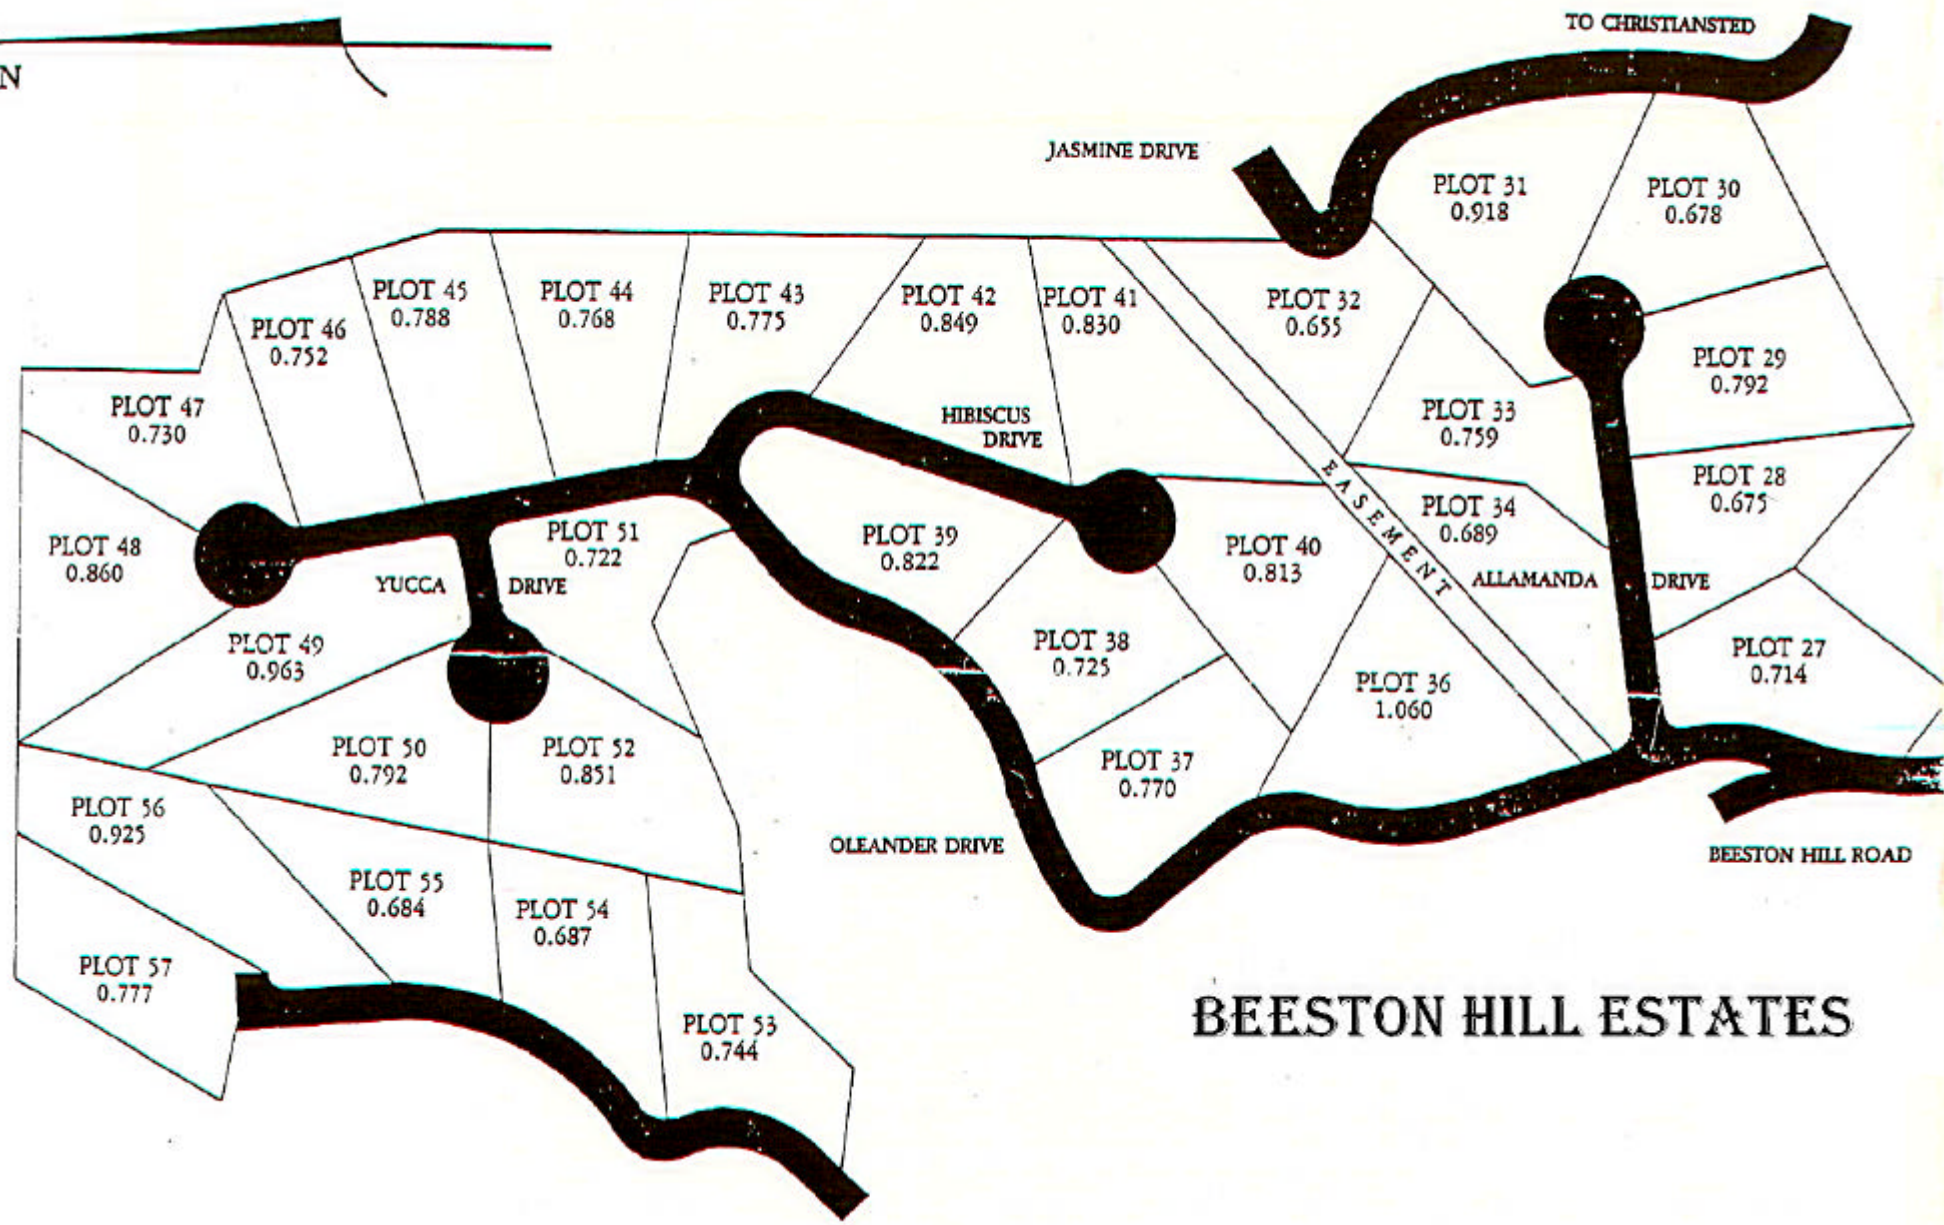 TO CHRISTIANSTED
N
JASMINE DRIVE
PLOT 31
0.918
PLOT 30
0.678
PLOT 46
0.752
PLOT 45
0.788
PLOT 44
0.768
PLOT 43
0.775
PLOT 42
0.849
PLOT 41
0.830
PLOT 32
0.655
PLOT 29
0.792
PLOT 47
0.730
HIBISCUS
DRIVE
PLOT 33
0.759
PLOT 28
0.675
PLOT 48
0.860
PLOT 51
0.722
PLOT 39
0.822
PLOT 40
0.813
EASEMENT
PLOT 34
0.689
YUCCA DRIVE
ALLAMANDA DRIVE
PLOT 49
0.963
PLOT 38
0.725
PLOT 36
1.060
PLOT 27
0.714
PLOT 50
0.792
PLOT 52
0.851
PLOT 37
0.770
PLOT 56
0.925
OLEANDER DRIVE
BEESTON HILL ROAD
PLOT 55
0.684
PLOT 54
0.687
PLOT 57
0.777
PLOT 53
0.744
BEESTON HILL ESTATES